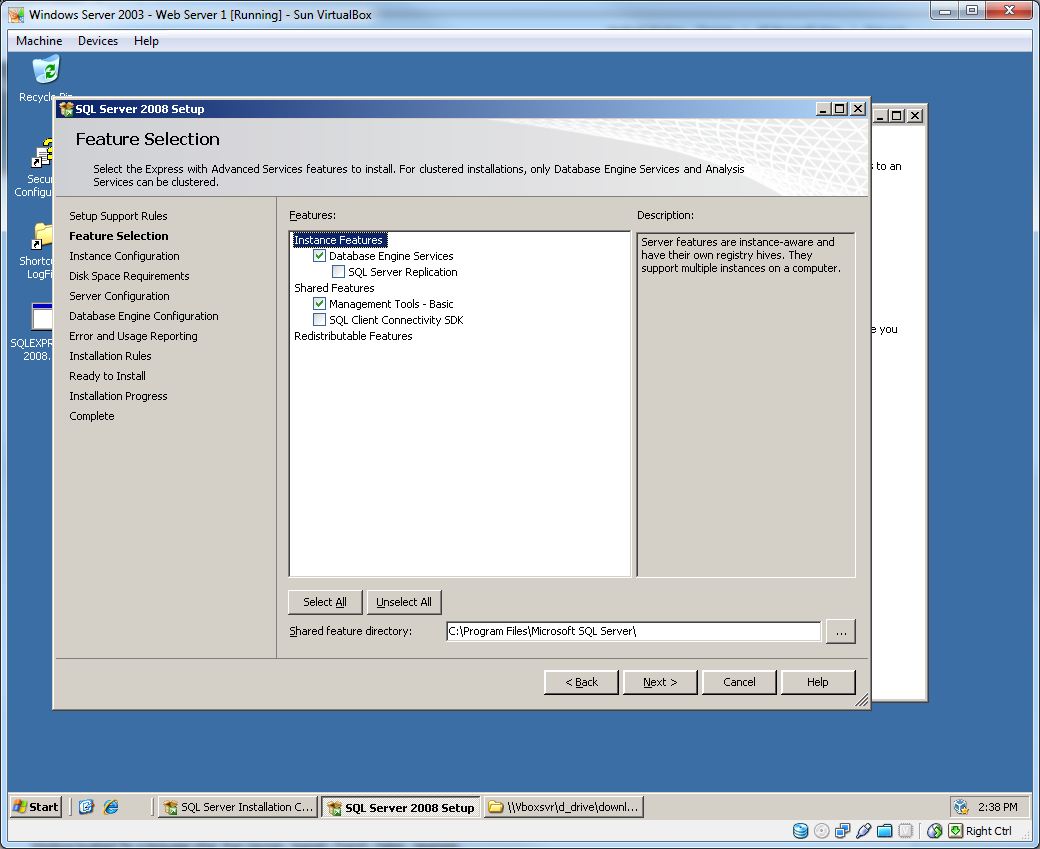 Windows Server 2003 - Web Server 1 [Running] - Sun VirtualBox
Machine Devices Help
Recycle Bin
SQL Server 2008 Setup
Feature Selection
Select the Express with Advanced Services features to install. For clustered installations, only Database Engine Services and Analysis
Services can be clustered.
s to an
Secur
Configu
Shortc
LogFi
SQLEXPR
2008.
e you
Setup Support Rules
Feature Selection
Instance Configuration
Disk Space Requirements
Server Configuration
Database Engine Configuration
Error and Usage Reporting
Installation Rules
Ready to Install
Installation Progress
Complete
Features:
Instance Features
Database Engine Services
SQL Server Replication
Shared Features
Management Tools - Basic
SQL Client Connectivity SDK
Redistributable Features
Description:
Server features are instance-aware and
have their own registry hives. They
support multiple instances on a computer.
Select All
Unselect All
Shared feature directory:
C:\Program Files\Microsoft SQL Server\
...
< Back
Next >
Cancel
Help
Start
SQL Server Installation C...
SQL Server 2008 Setup
\\Vboxsvr\d_drive\downl...
2:38 PM
Right Ctrl